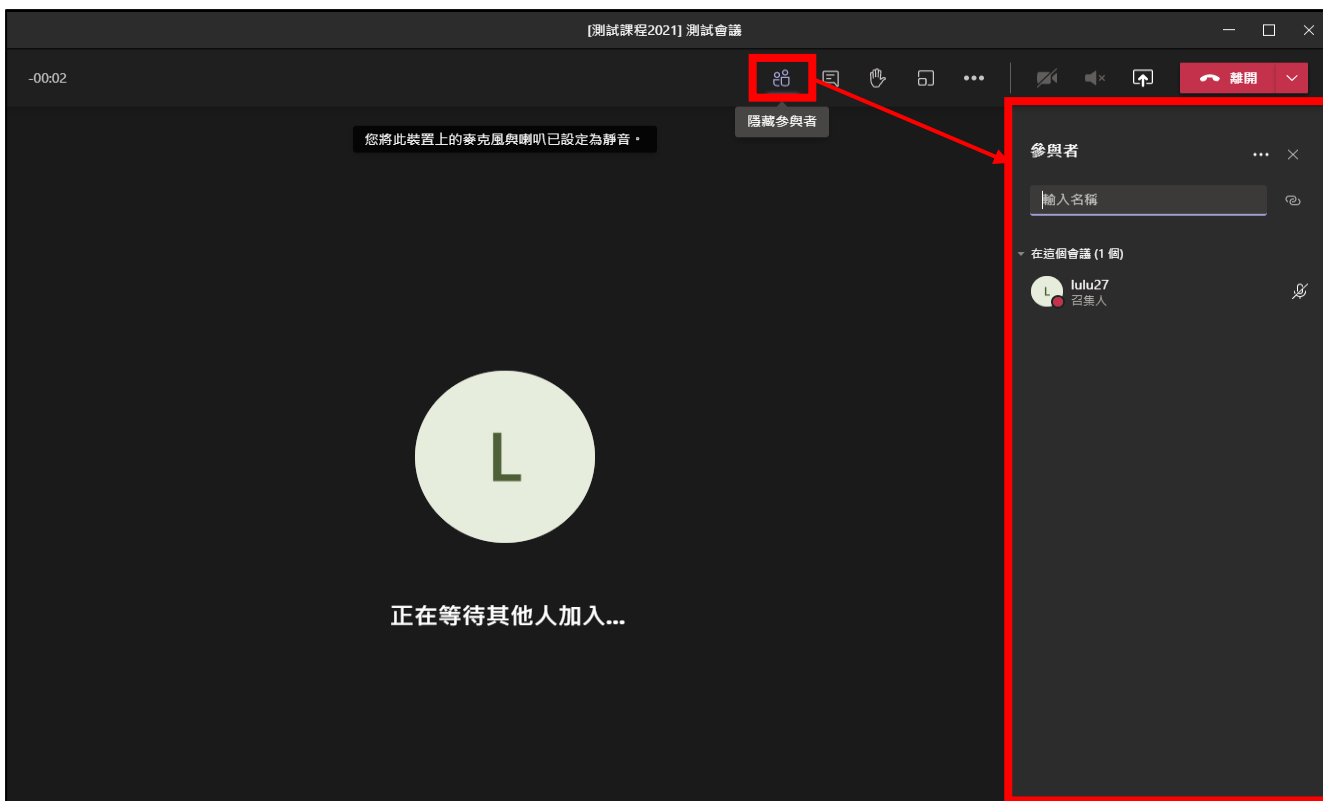 [測試課程2021] 測試會議
-00:02
離開
隱藏參與者
您將此裝置上的麥克風與喇叭已設定為靜音。
參與者
輸入名稱
在這個會議 (1 個)
L
lulu27
召集人
L
正在等待其他人加入...